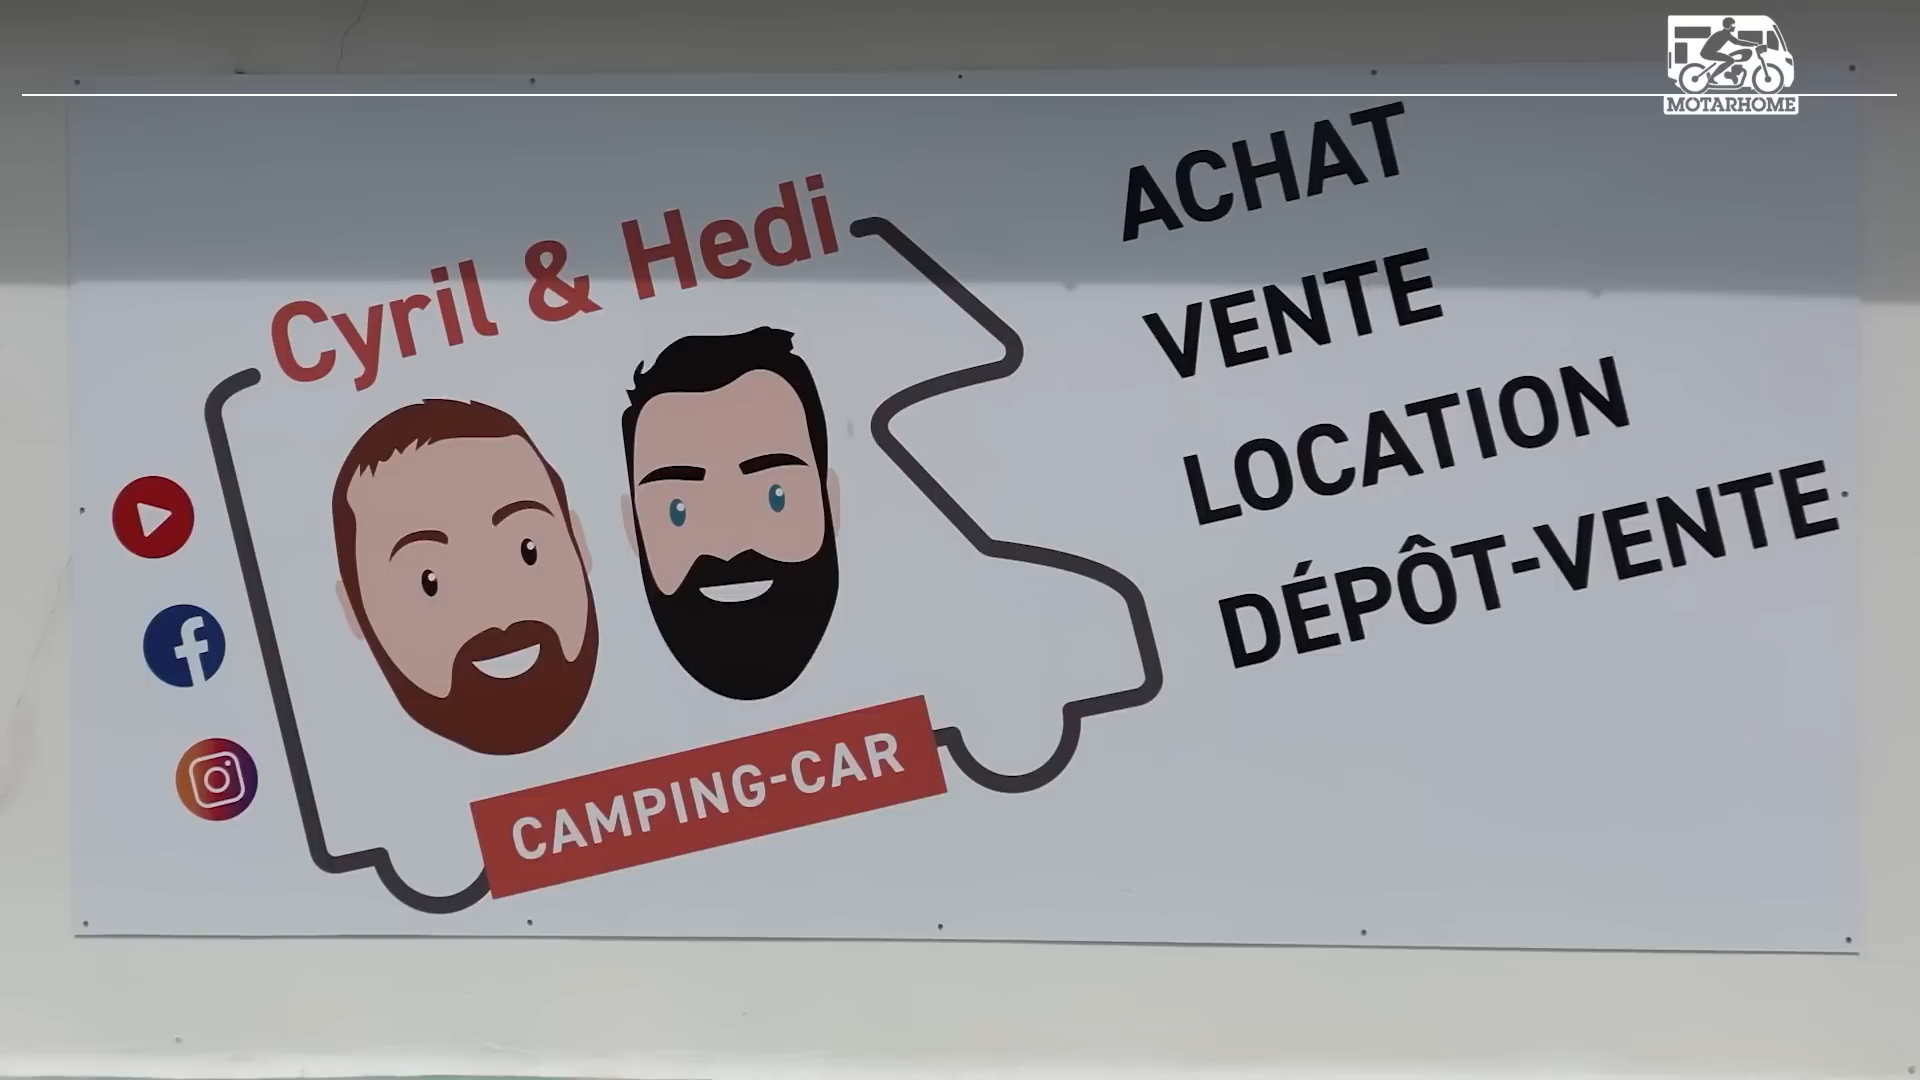 MOTARHOME
Cyril & Hedi
CAMPING-CAR
ACHAT
VENTE
LOCATION
DÉPÔT-VENTE